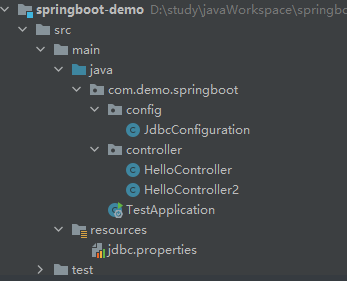 springboot-demo D:\study\javaWorkspace\springbo
src
main
java
com.demo.springboot
config
JdbcConfiguration
controller
HelloController
HelloController2
TestApplication
resources
jdbc.properties
test